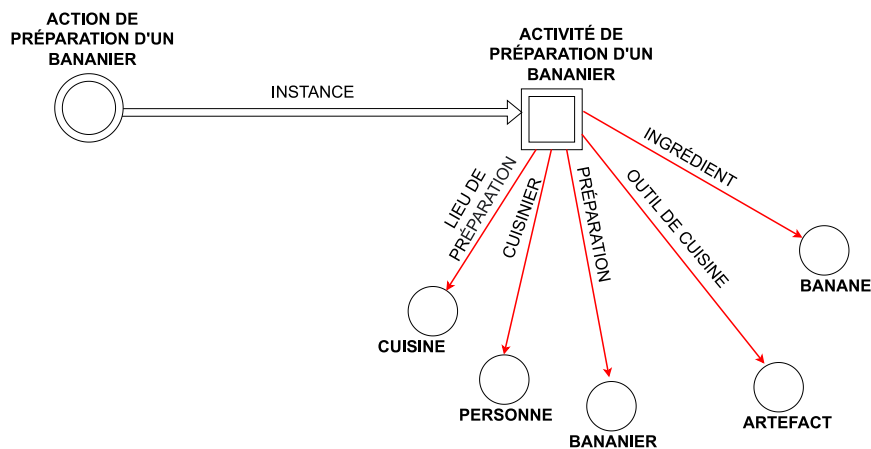 ACTION DE
PRÉPARATION D'UN
BANANIER
ACTIVITÉ DE
PRÉPARATION D'UN
BANANIER
INSTANCE
LIEU DE
PRÉPARATION
CUISINIER
PRÉPARATION
OUTIL DE CUISINE
INGRÉDIENT
BANANE
CUISINE
PERSONNE
BANANIER
ARTEFACT